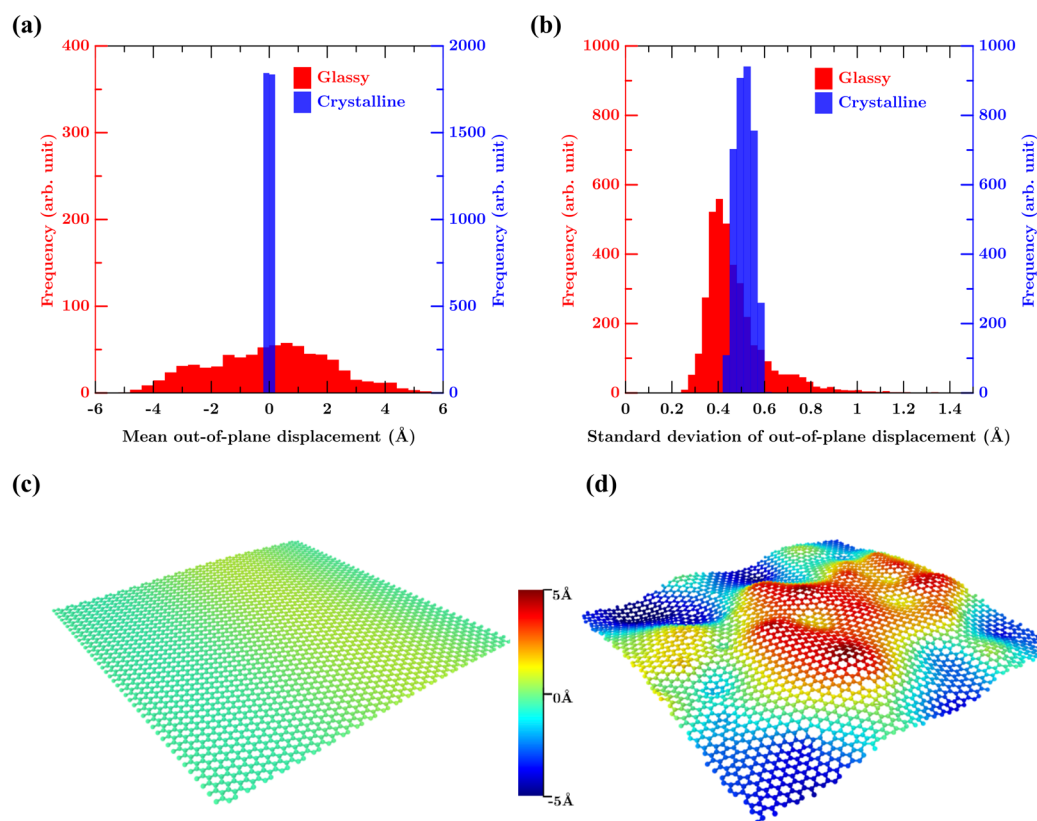 (a)
400
300
200
100
0
Frequency (arb. unit)
2000
1500
1000
500
0
Frequency (arb. unit)
Glassy
Crystalline
-6 -4 -2 0 2 4 6
Mean out-of-plane displacement (Å)
(b)
1000
800
600
400
200
0
Frequency (arb. unit)
1000
800
600
400
200
0
Frequency (arb. unit)
Glassy
Crystalline
0 0.2 0.4 0.6 0.8 1 1.2 1.4
Standard deviation of out-of-plane displacement (Å)
(c)
(d)
5Å
0Å
-5Å